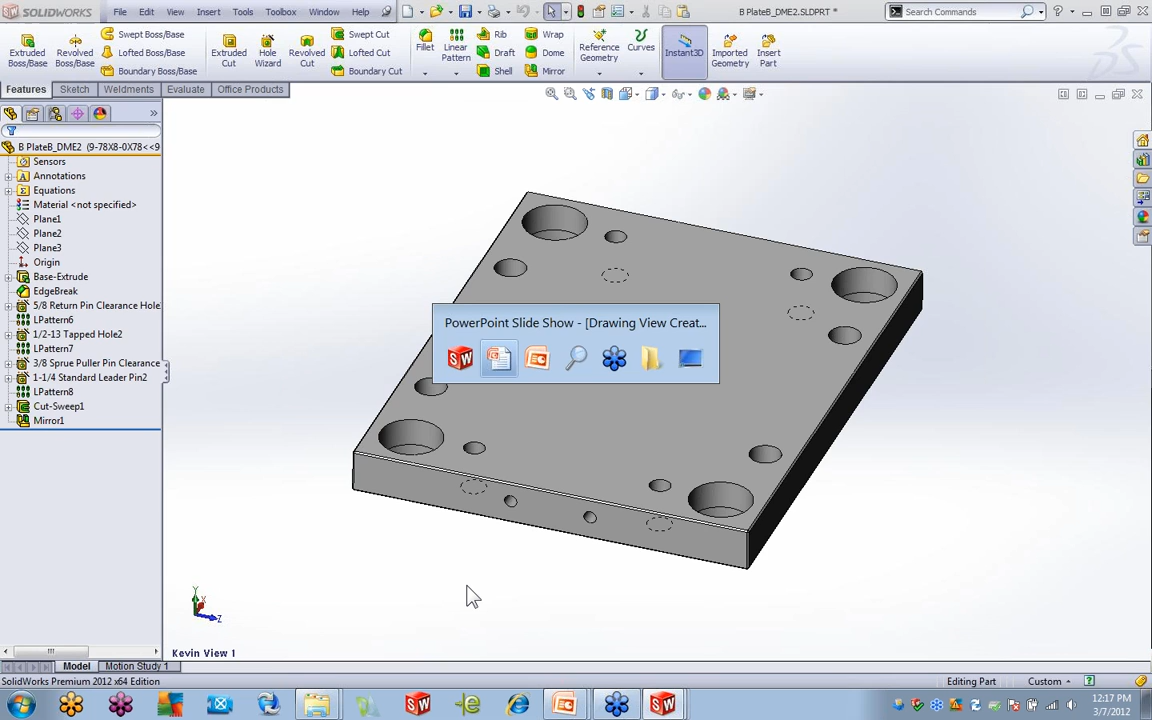 SOLIDWORKS File Edit View Insert Tools Toolbox Window Help B PlateB_DME2.SLDPRT * Search Commands
Extruded Boss/Base
Revolved Boss/Base
Swept Boss/Base
Lofted Boss/Base
Boundary Boss/Base
Extruded Cut
Hole Wizard
Revolved Cut
Swept Cut
Lofted Cut
Boundary Cut
Fillet
Linear Pattern
Rib
Draft
Shell
Wrap
Dome
Mirror
Reference Geometry
Curves
Instant3D
Imported Geometry
Insert Part
Features Sketch Weldments Evaluate Office Products
B PlateB_DME2 (9-78X8-0X78<<9
Sensors
Annotations
Equations
Material <not specified>
Plane1
Plane2
Plane3
Origin
Base-Extrude
EdgeBreak
5/8 Return Pin Clearance Hole
LPattern6
1/2-13 Tapped Hole2
LPattern7
3/8 Sprue Puller Pin Clearance
1-1/4 Standard Leader Pin2
LPattern8
Cut-Sweep1
Mirror1
PowerPoint Slide Show - [Drawing View Creat...
Y
X
Z
Kevin View 1
Model Motion Study 1
SolidWorks Premium 2012 x64 Edition Editing Part Custom
12:17 PM
3/7/2012